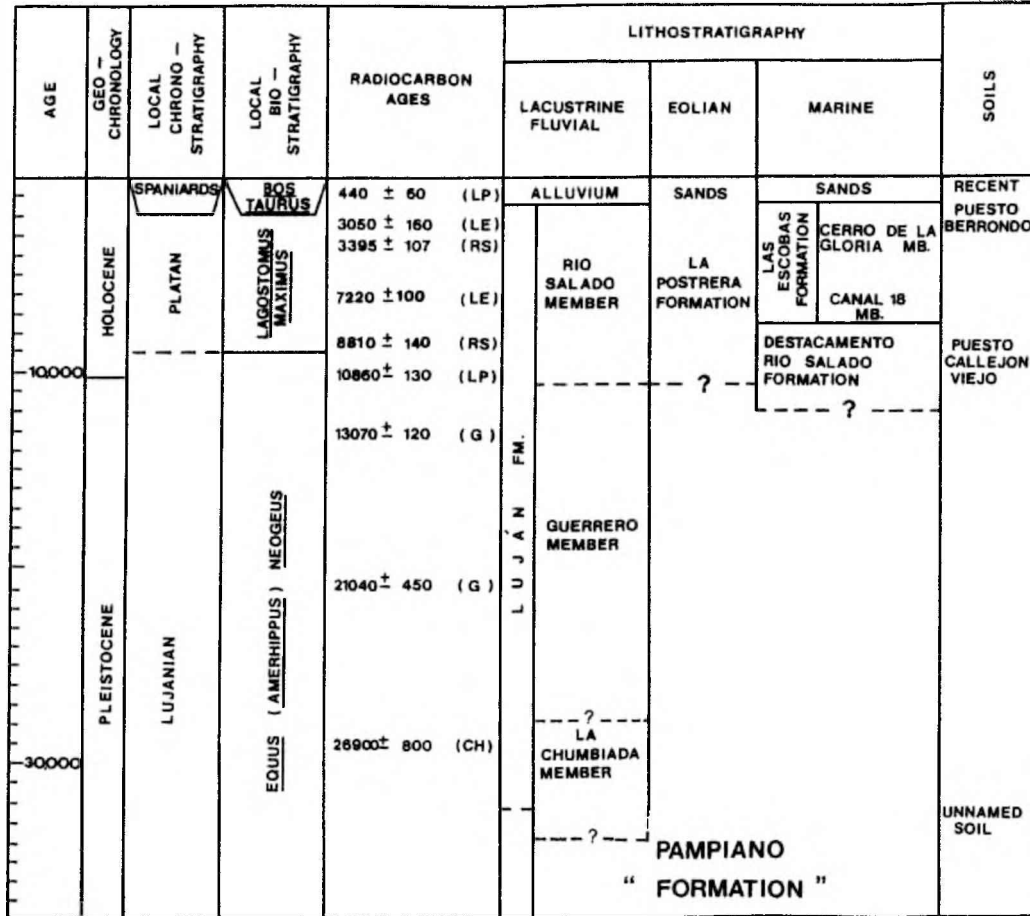 AGE
GEO –
CHRONOLOGY
LOCAL
CHRONO –
STRATIGRAPHY
LOCAL
BIO –
STRATIGRAPHY
RADIOCARBON
AGES
LITHOSTRATIGRAPHY
LACUSTRINE
FLUVIAL
EOLIAN
MARINE
SOILS
10,000
30,000
HOLOCENE
PLEISTOCENE
SPANIARDS
PLATAN
LUJANIAN
BOS
TAURUS
LAGOSTOMUS
MAXIMUS
EQUUS ( AMERHIPPUS ) NEOGEUS
440 ± 60 (LP)
3050 ± 160 (LE)
3395 ± 107 (RS)
7220 ±100 (LE)
8810 ± 140 (RS)
10860 ± 130 (LP)
13070 ± 120 ( G )
21040 ± 450 ( G )
26900 ± 800 (CH)
ALLUVIUM
LUJAN FM.
RIO
SALADO
MEMBER
GUERRERO
MEMBER
?
LA
CHUMBIADA
MEMBER
?
SANDS
LA
POSTRERA
FORMATION
?
SANDS
LAS
ESCOBAS
FORMATION
CERRO DE LA
GLORIA MB.
CANAL 18
MB.
DESTACAMENTO
RIO SALADO
FORMATION
?
PAMPIANO
" FORMATION "
RECENT
PUESTO
BERRONDO
PUESTO
CALLEJON
VIEJO
UNNAMED
SOIL